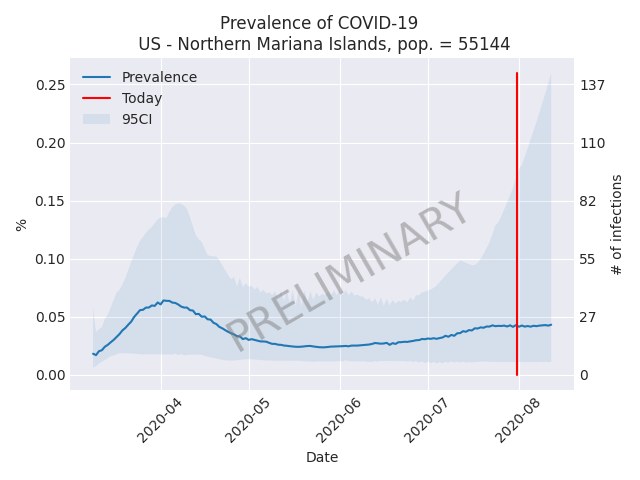 Prevalence of COVID-19
US - Northern Mariana Islands, pop. = 55144
Prevalence
Today
95CI
0.25
0.20
0.15
0.10
0.05
0.00
%
137
110
82
55
27
0
# of infections
PRELIMINARY
2020-04
2020-05
2020-06
2020-07
2020-08
Date